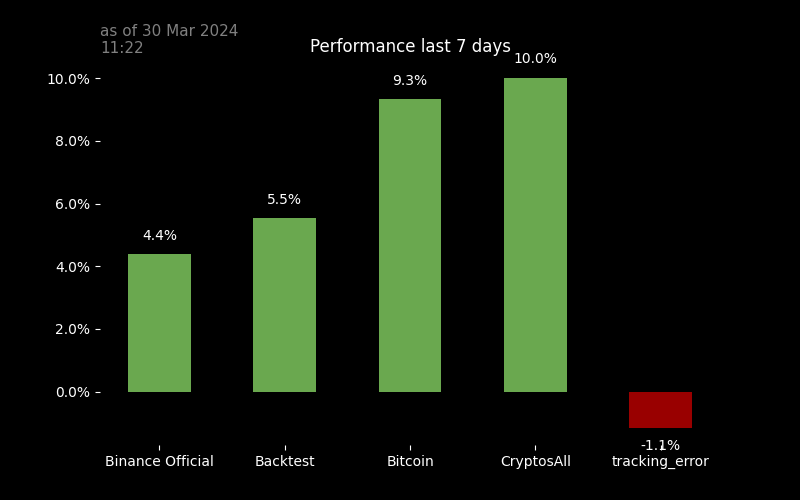 as of 30 Mar 2024
11:22
Performance last 7 days
10.0%
8.0%
6.0%
4.0%
2.0%
0.0%
4.4%
5.5%
9.3%
10.0%
-1.1%
Binance Official
Backtest
Bitcoin
CryptosAll
tracking_error